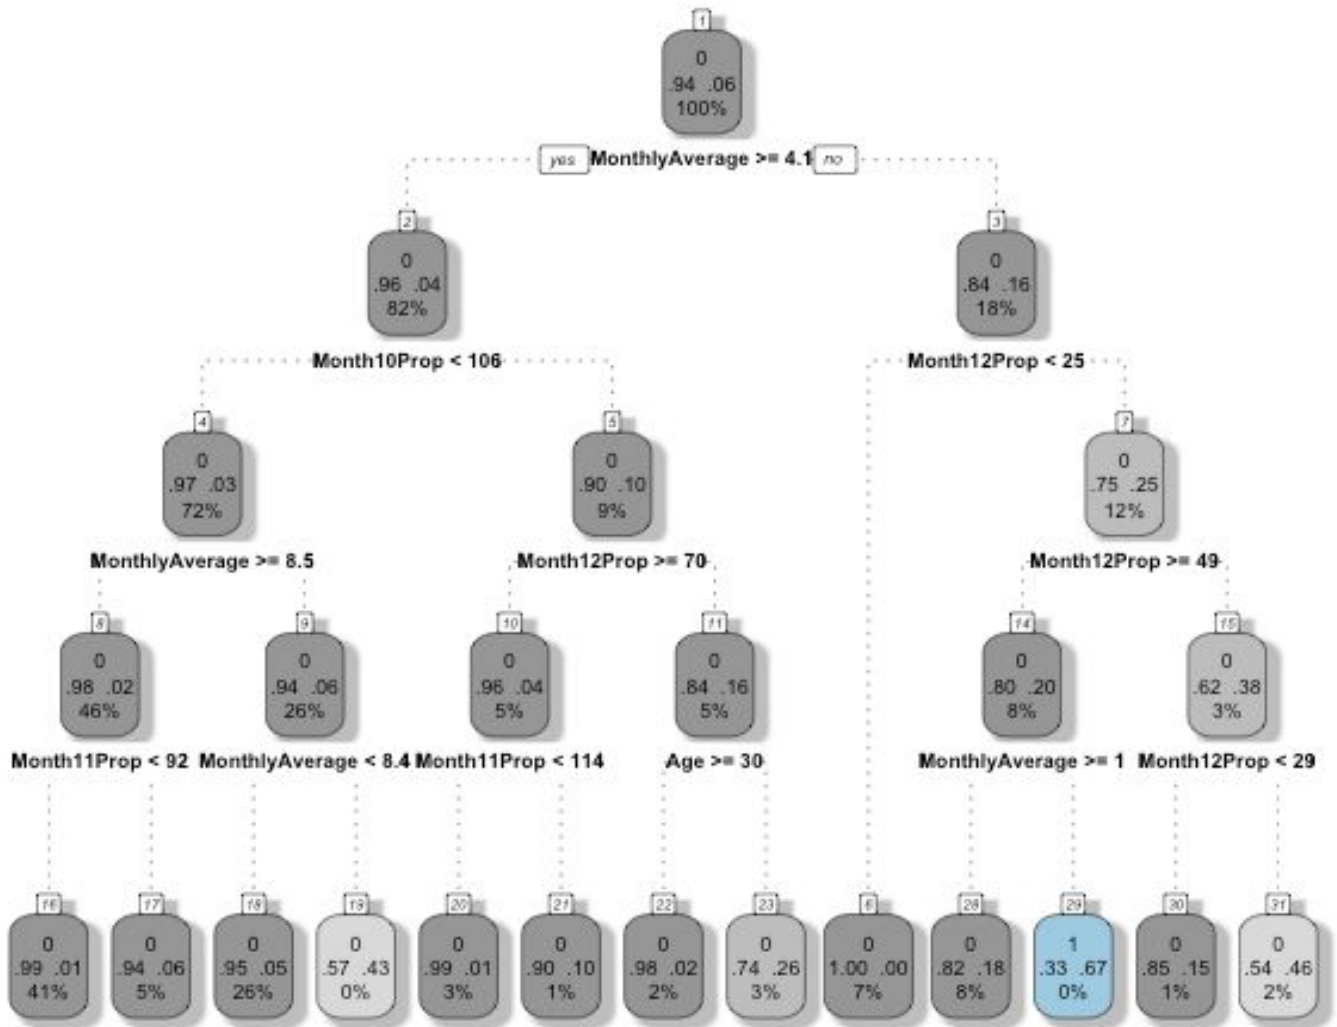 1
0
.94 .06
100%
yes MonthlyAverage >= 4.1 no
2 3
0 0
.96 .04 .84 .16
82% 18%
Month10Prop < 106 Month12Prop < 25
4 5 7
0 0 0
.97 .03 .90 .10 .75 .25
72% 9% 12%
MonthlyAverage >= 8.5 Month12Prop >= 70 Month12Prop >= 49
8 9 10 11 14 15
0 0 0 0 0 0
.98 .02 .94 .06 .96 .04 .84 .16 .80 .20 .62 .38
46% 26% 5% 5% 8% 3%
Month11Prop < 92 MonthlyAverage < 8.4 Month11Prop < 114 Age >= 30 MonthlyAverage >= 1 Month12Prop < 29
16 17 18 19 20 21 22 23 6 28 29 30 31
0 0 0 0 0 0 0 0 0 0 1 0 0
.99 .01 .94 .06 .95 .05 .57 .43 .99 .01 .90 .10 .98 .02 .74 .26 1.00 .00 .82 .18 .33 .67 .85 .15 .54 .46
41% 5% 26% 0% 3% 1% 2% 3% 7% 8% 0% 1% 2%